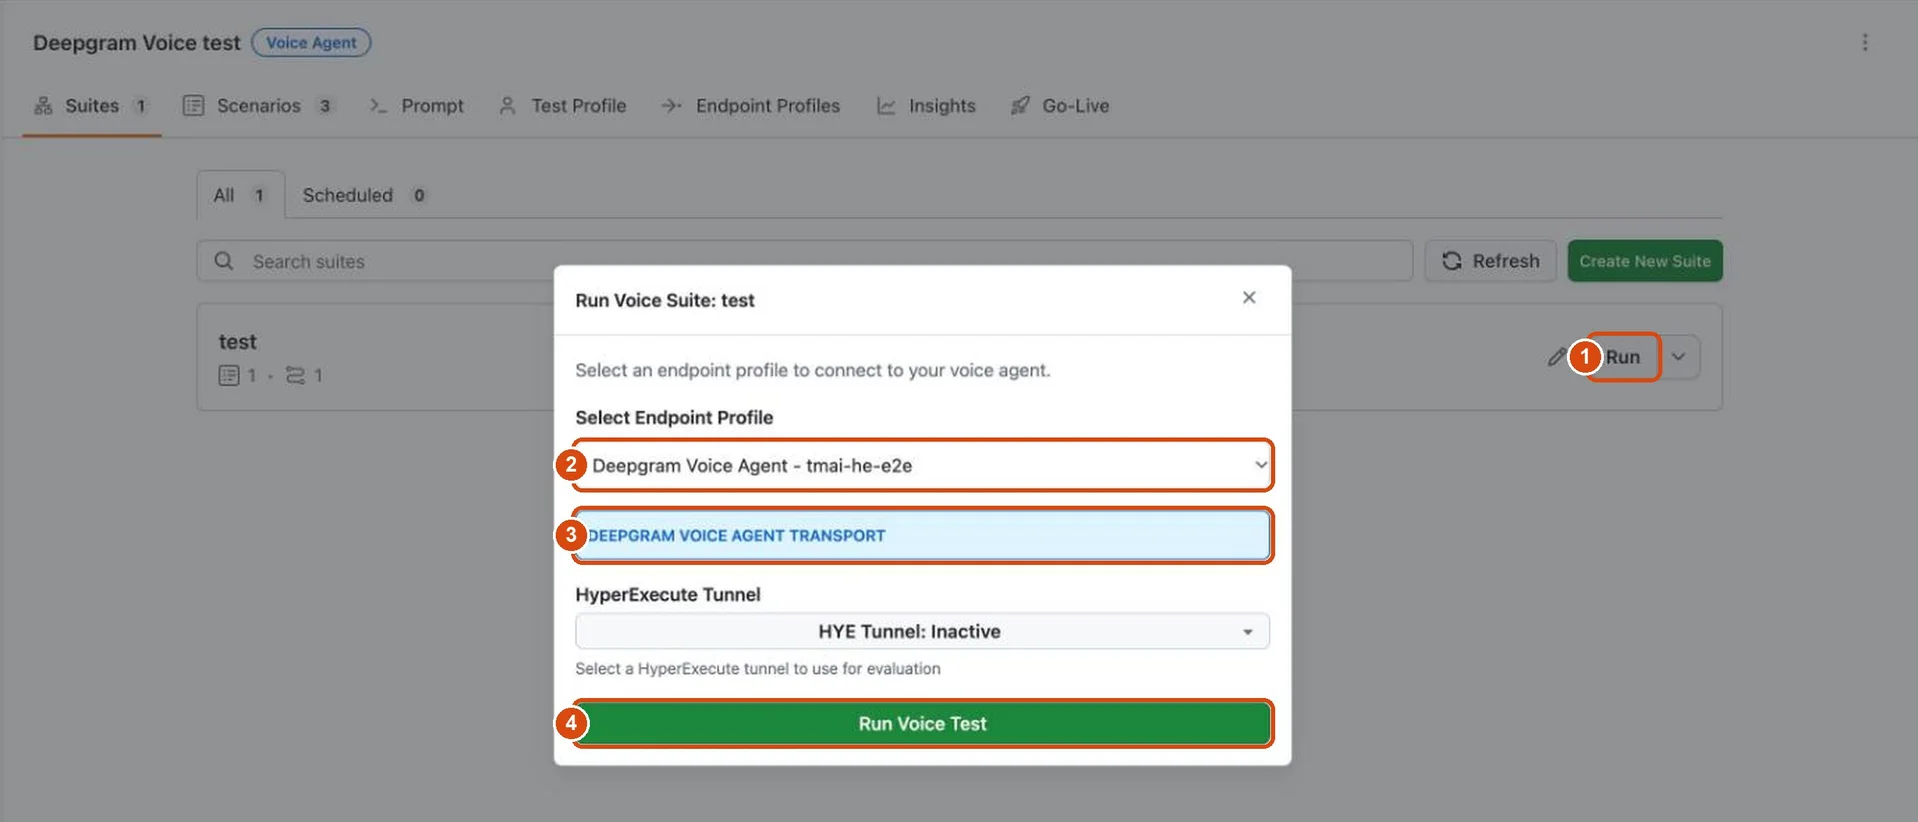 Deepgram Voice test Voice Agent
Suites 1 Scenarios 3 Prompt Test Profile Endpoint Profiles Insights Go-Live
All 1 Scheduled 0
Search suites Refresh Create New Suite
Run Voice Suite: test
test
1 Run
1 · 1
Select an endpoint profile to connect to your voice agent.
Select Endpoint Profile
2 Deepgram Voice Agent - tmai-he-e2e
3 DEEPGRAM VOICE AGENT TRANSPORT
HyperExecute Tunnel
HYE Tunnel: Inactive
Select a HyperExecute tunnel to use for evaluation
4 Run Voice Test